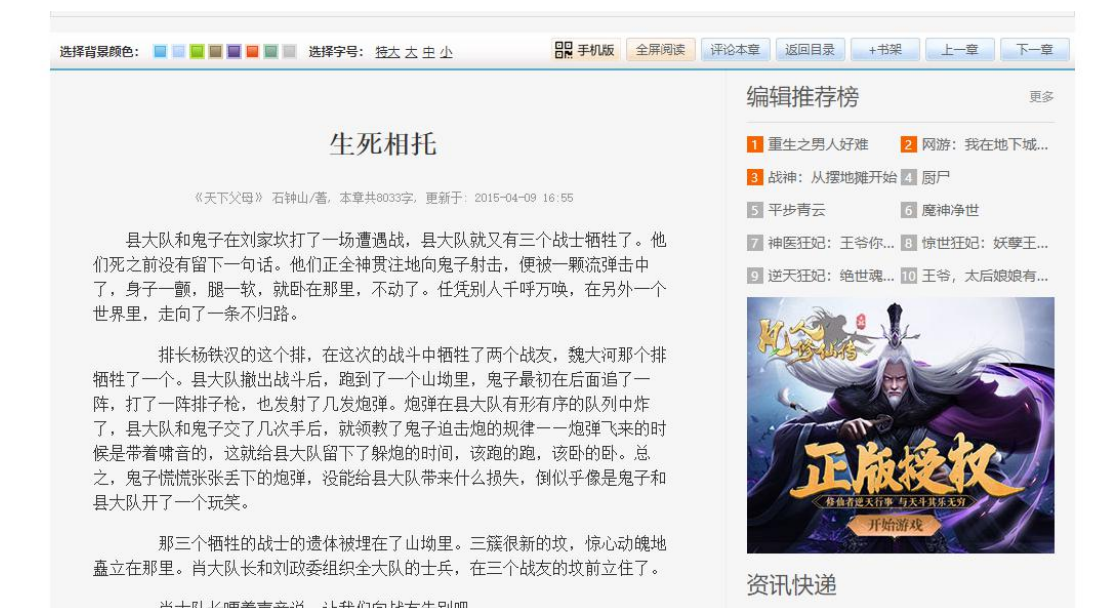 选择背景颜色： 选择字号： 特大 大 中 小 手机版 全屏阅读 评论本章 返回目录 +书架 上一章 下一章
生死相托
《天下父母》 石钟山/著，本章共8033字，更新于：2015-04-09 16:55
县大队和鬼子在刘家坎打了一场遭遇战，县大队就又有三个战士牺牲了。他
们死之前没有留下一句话。他们正全神贯注地向鬼子射击，便被一颗流弹击中
了，身子一颤，腿一软，就卧在那里，不动了。任凭别人千呼万唤，在另外一个
世界里，走向了一条不归路。
排长杨铁汉的这个排，在这次的战斗中牺牲了两个战友，魏大河那个排
牺牲了一个。县大队撤出战斗后，跑到了一个山坳里，鬼子最初在后面追了一
阵，打了一阵排子枪，也发射了几发炮弹。炮弹在县大队有形有序的队列中炸
了，县大队和鬼子交了几次手后，就领教了鬼子迫击炮的规律——炮弹飞来的时
候是带着啸音的，这就给县大队留下了躲炮的时间，该跑的跑，该卧的卧。总
之，鬼子慌慌张张丢下的炮弹，没能给县大队带来什么损失，倒似乎像是鬼子和
县大队开了一个玩笑。
那三个牺牲的战士的遗体被埋在了山坳里。三簇很新的坟，惊心动魄地
矗立在那里。肖大队长和刘政委组织全大队的士兵，在三个战友的坟前立住了。
肖大队长哽着声音说，让我们向战友告别吧。
编辑推荐榜 更多
1 重生之男人好难 2 网游：我在地下城...
3 战神：从摆地摊开始 4 厨尸
5 平步青云 6 魔神净世
7 神医狂妃：王爷你... 8 惊世狂妃：妖孽王...
9 逆天狂妃：绝世魂... 10 王爷，太后娘娘有...
凡人修仙传
正版授权
修仙者逆天行事 与天斗其乐无穷
开始游戏
资讯快递